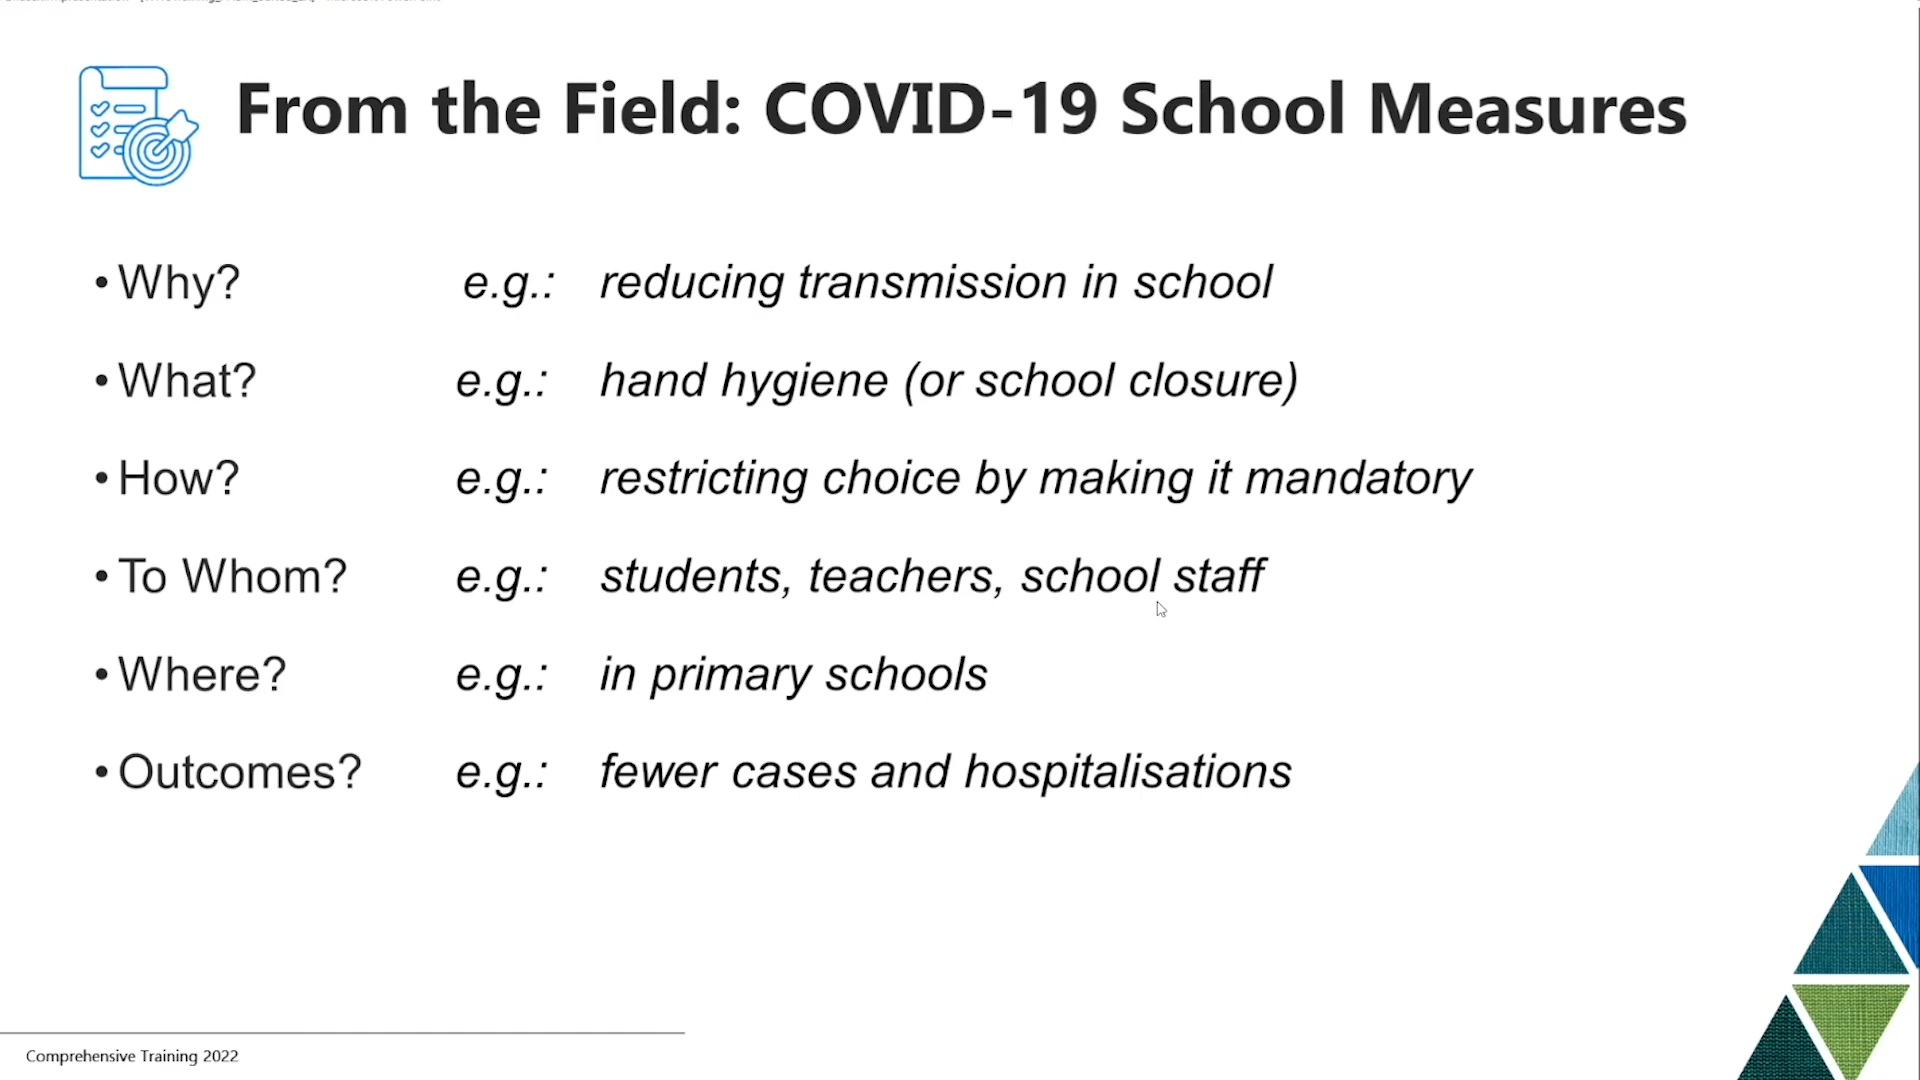 From the Field: COVID-19 School Measures
• Why? e.g.: reducing transmission in school
• What? e.g.: hand hygiene (or school closure)
• How? e.g.: restricting choice by making it mandatory
• To Whom? e.g.: students, teachers, school staff
• Where? e.g.: in primary schools
• Outcomes? e.g.: fewer cases and hospitalisations
Comprehensive Training 2022